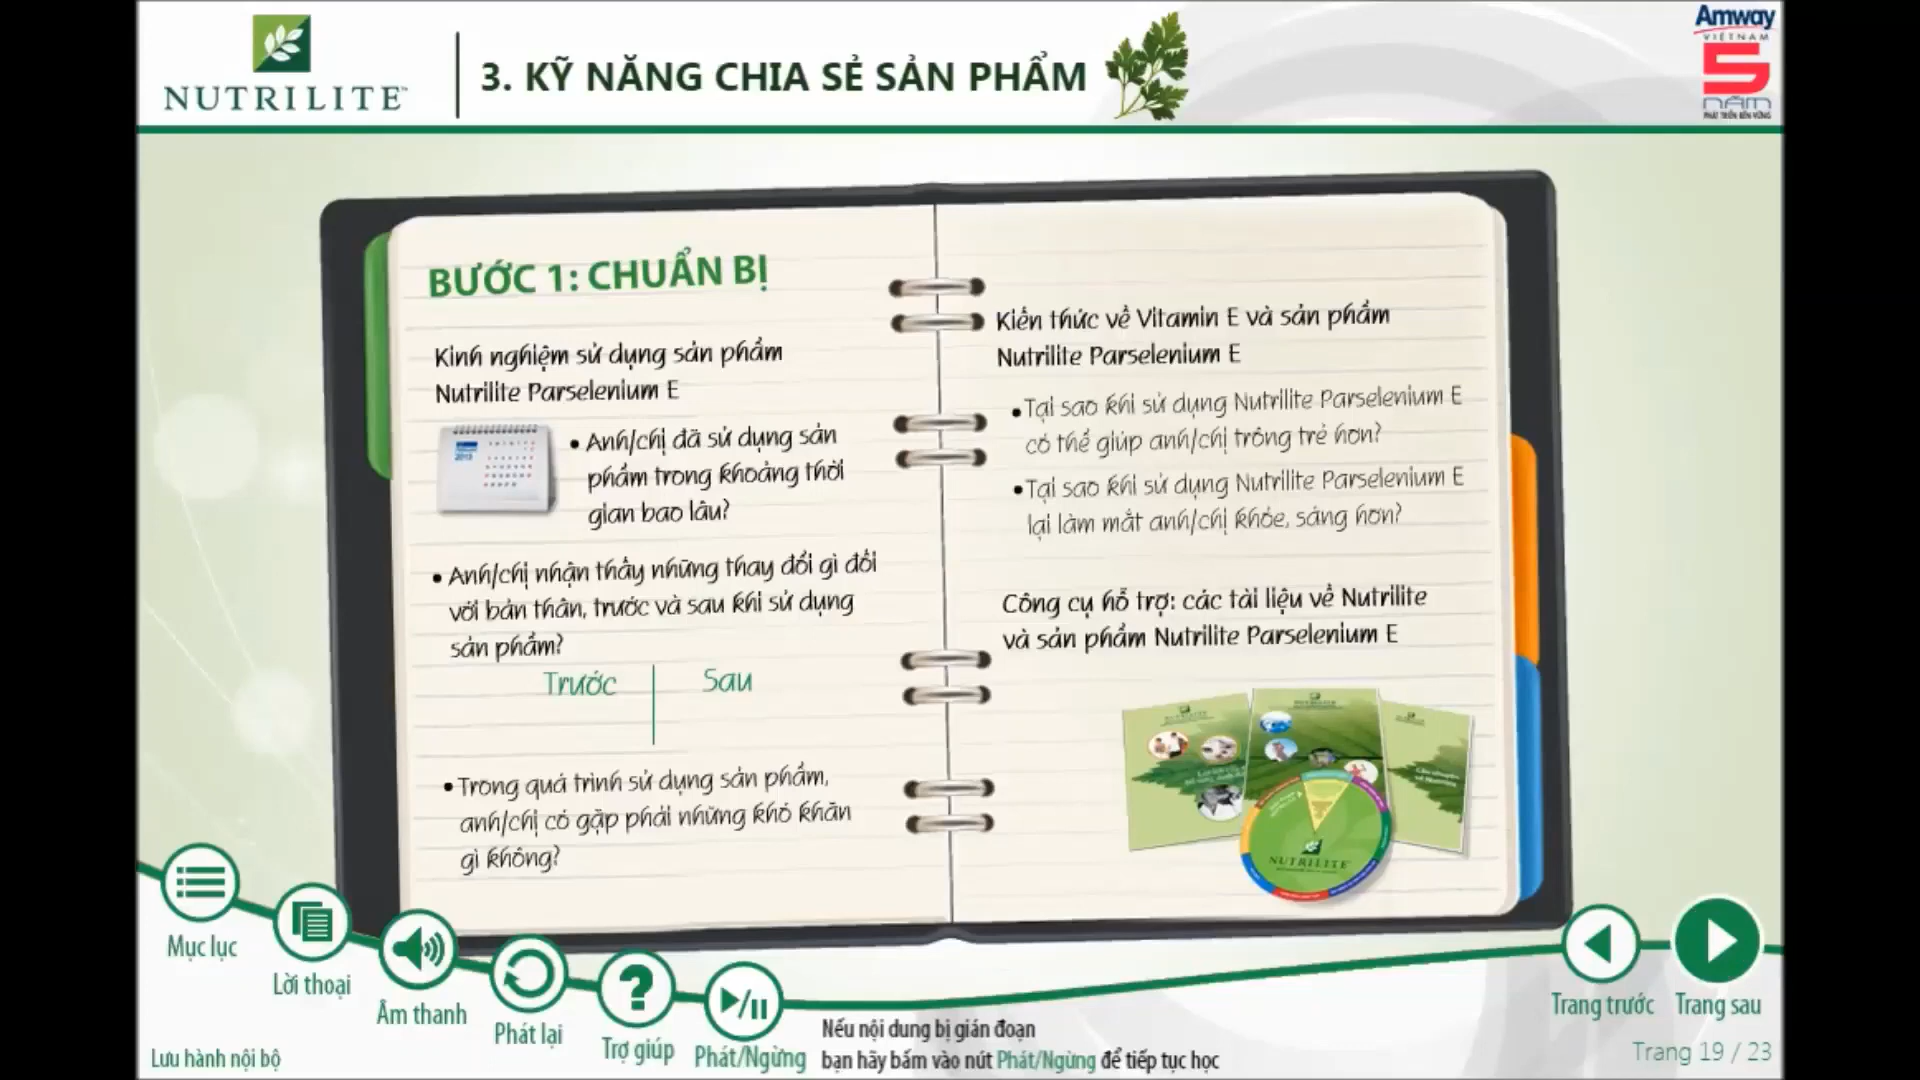 NUTRILITE™
3. KỸ NĂNG CHIA SẺ SẢN PHẨM
Amway
VIETNAM
5
NĂM
PHÁT TRIỂN BỀN VỮNG
BƯỚC 1: CHUẨN BỊ
Kinh nghiệm sử dụng sản phẩm
Nutrilite Parselenium E
2013
• Anh/chị đã sử dụng sản
phẩm trong khoảng thời
gian bao lâu?
• Anh/chị nhận thấy những thay đổi gì đối
với bản thân, trước và sau khi sử dụng
sản phẩm?
Trước
Sau
• Trong quá trình sử dụng sản phẩm,
anh/chị có gặp phải những khó khăn
gì không?
Kiến thức về Vitamin E và sản phẩm
Nutrilite Parselenium E
• Tại sao khi sử dụng Nutrilite Parselenium E
có thể giúp anh/chị trông trẻ hơn?
• Tại sao khi sử dụng Nutrilite Parselenium E
lại làm mắt anh/chị khỏe, sáng hơn?
Công cụ hỗ trợ: các tài liệu về Nutrilite
và sản phẩm Nutrilite Parselenium E
NUTRILITE
Mục lục
Lời thoại
Âm thanh
Phát lại
Trợ giúp
Phát/Ngừng
Nếu nội dung bị gián đoạn
bạn hãy bấm vào nút Phát/Ngừng để tiếp tục học
Trang trước
Trang sau
Lưu hành nội bộ
Trang 19 / 23